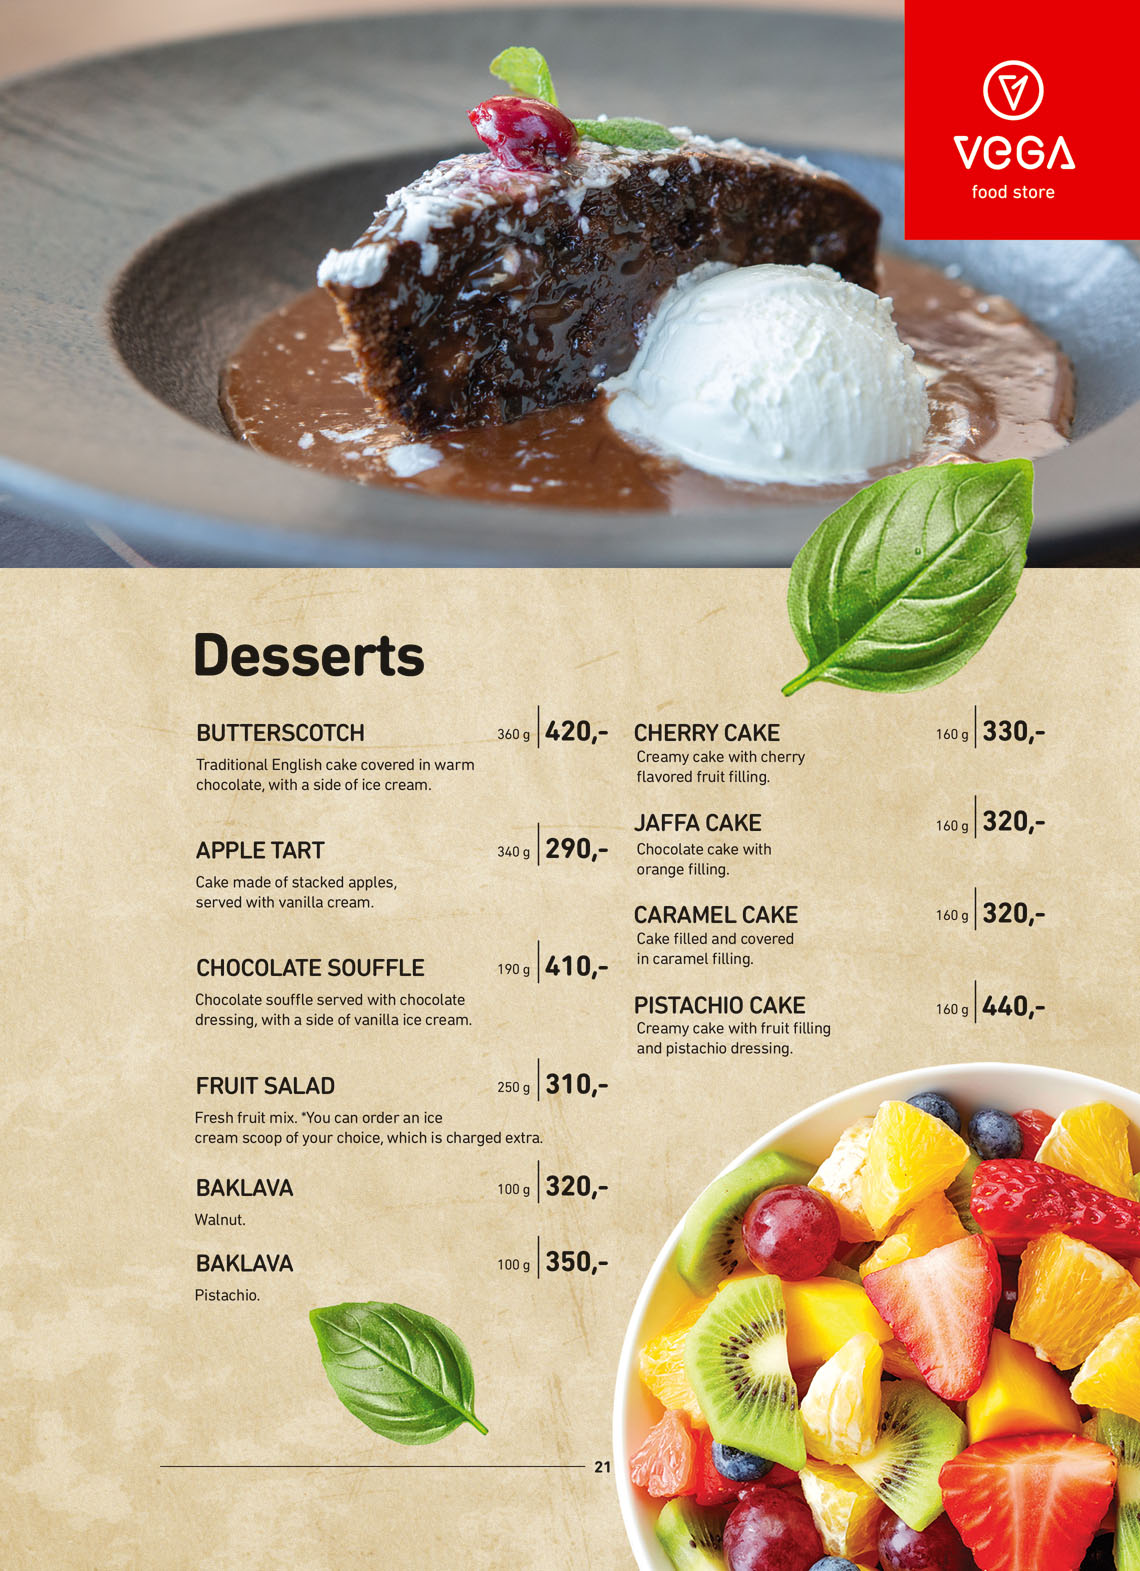 VEGA
food store
Desserts
BUTTERSCOTCH 360 g 420,-
Traditional English cake covered in warm
chocolate, with a side of ice cream.
APPLE TART 340 g 290,-
Cake made of stacked apples,
served with vanilla cream.
CHOCOLATE SOUFFLE 190 g 410,-
Chocolate souffle served with chocolate
dressing, with a side of vanilla ice cream.
FRUIT SALAD 250 g 310,-
Fresh fruit mix. *You can order an ice
cream scoop of your choice, which is charged extra.
BAKLAVA 100 g 320,-
Walnut.
BAKLAVA 100 g 350,-
Pistachio.
CHERRY CAKE 160 g 330,-
Creamy cake with cherry
flavored fruit filling.
JAFFA CAKE 160 g 320,-
Chocolate cake with
orange filling.
CARAMEL CAKE 160 g 320,-
Cake filled and covered
in caramel filling.
PISTACHIO CAKE 160 g 440,-
Creamy cake with fruit filling
and pistachio dressing.
21